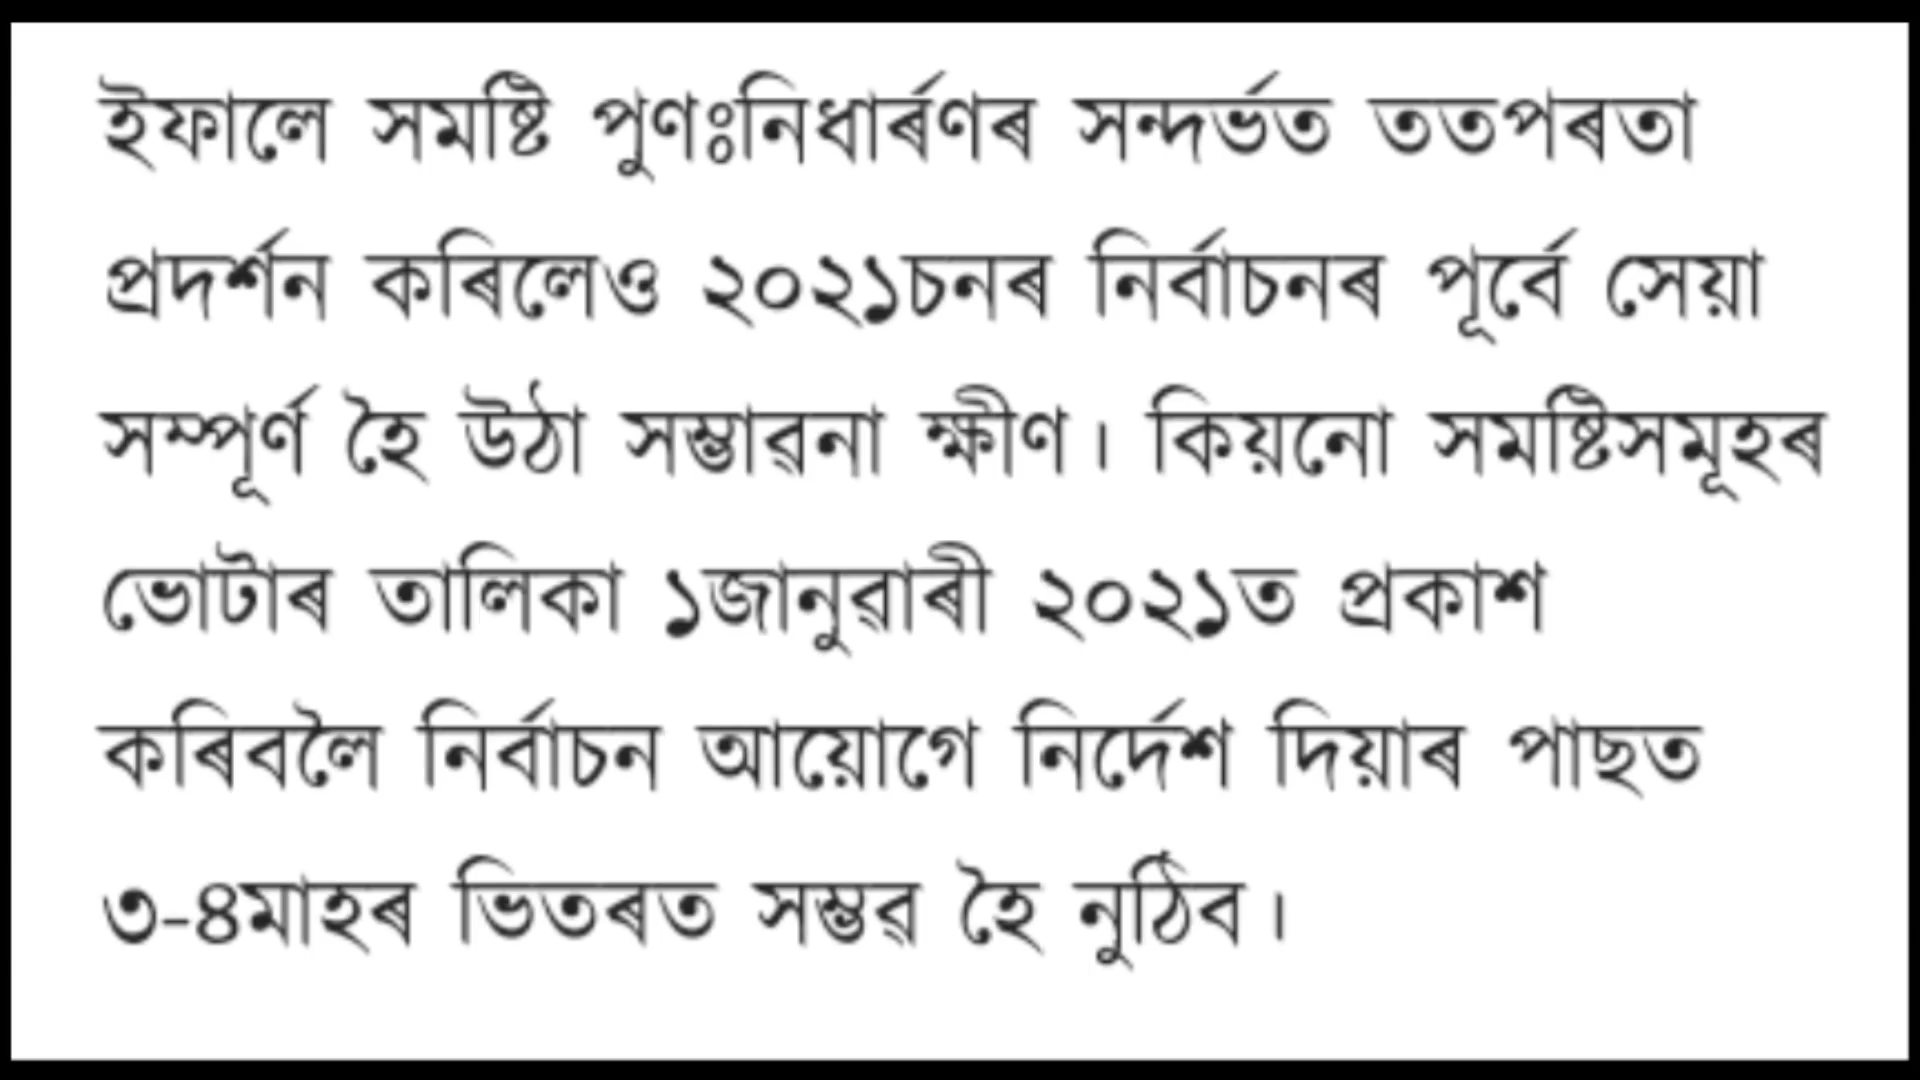 ইফালে সমষ্টি পুণঃনিধাৰ্ৰণৰ সন্দৰ্ভত ততপৰতা
প্ৰদৰ্শন কৰিলেও ২০২১চনৰ নিৰ্বাচনৰ পূৰ্বে সেয়া
সম্পূৰ্ণ হৈ উঠা সম্ভাৱনা ক্ষীণ। কিয়নো সমষ্টিসমূহৰ
ভোটাৰ তালিকা ১জানুৱাৰী ২০২১ত প্ৰকাশ
কৰিবলৈ নিৰ্বাচন আয়োগে নিৰ্দেশ দিয়াৰ পাছত
৩-৪মাহৰ ভিতৰত সম্ভৱ হৈ নুঠিব।